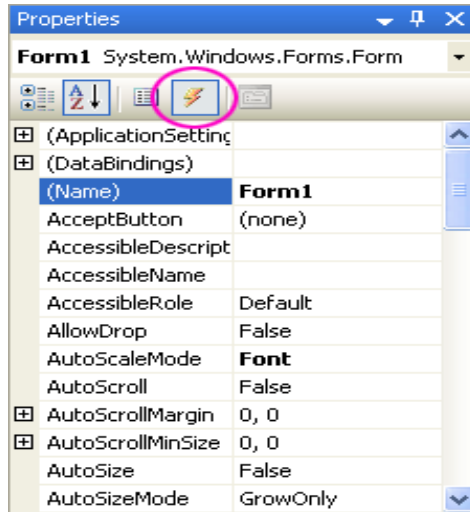 Properties
Form1 System.Windows.Forms.Form
(ApplicationSetting
(DataBindings)
(Name) Form1
AcceptButton (none)
AccessibleDescript
AccessibleName
AccessibleRole Default
AllowDrop False
AutoScaleMode Font
AutoScroll False
AutoScrollMargin 0, 0
AutoScrollMinSize 0, 0
AutoSize False
AutoSizeMode GrowOnly